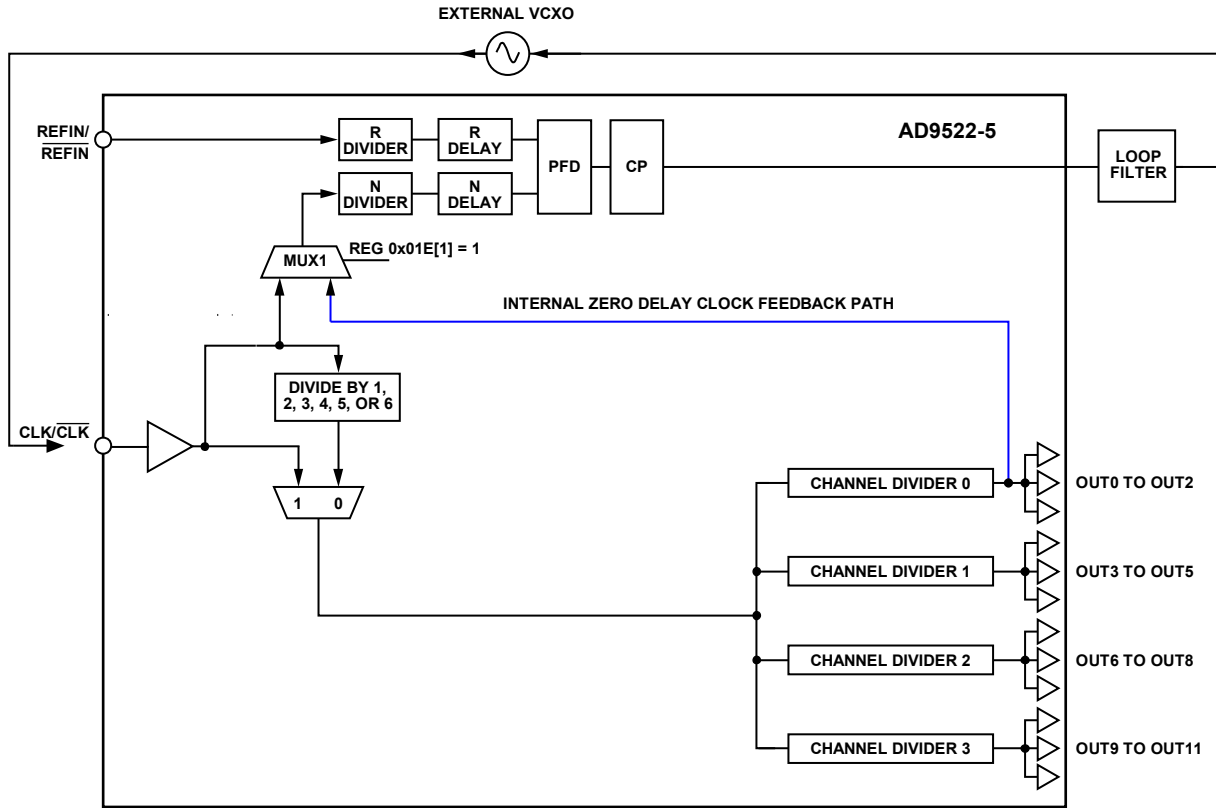 EXTERNAL VCXO
REFIN/
REFIN
AD9522-5
R
DIVIDER
R
DELAY
PFD
CP
LOOP
FILTER
N
DIVIDER
N
DELAY
MUX1
REG 0x01E[1] = 1
INTERNAL ZERO DELAY CLOCK FEEDBACK PATH
DIVIDE BY 1,
2, 3, 4, 5, OR 6
CLK/CLK
1 0
CHANNEL DIVIDER 0
OUT0 TO OUT2
CHANNEL DIVIDER 1
OUT3 TO OUT5
CHANNEL DIVIDER 2
OUT6 TO OUT8
CHANNEL DIVIDER 3
OUT9 TO OUT11